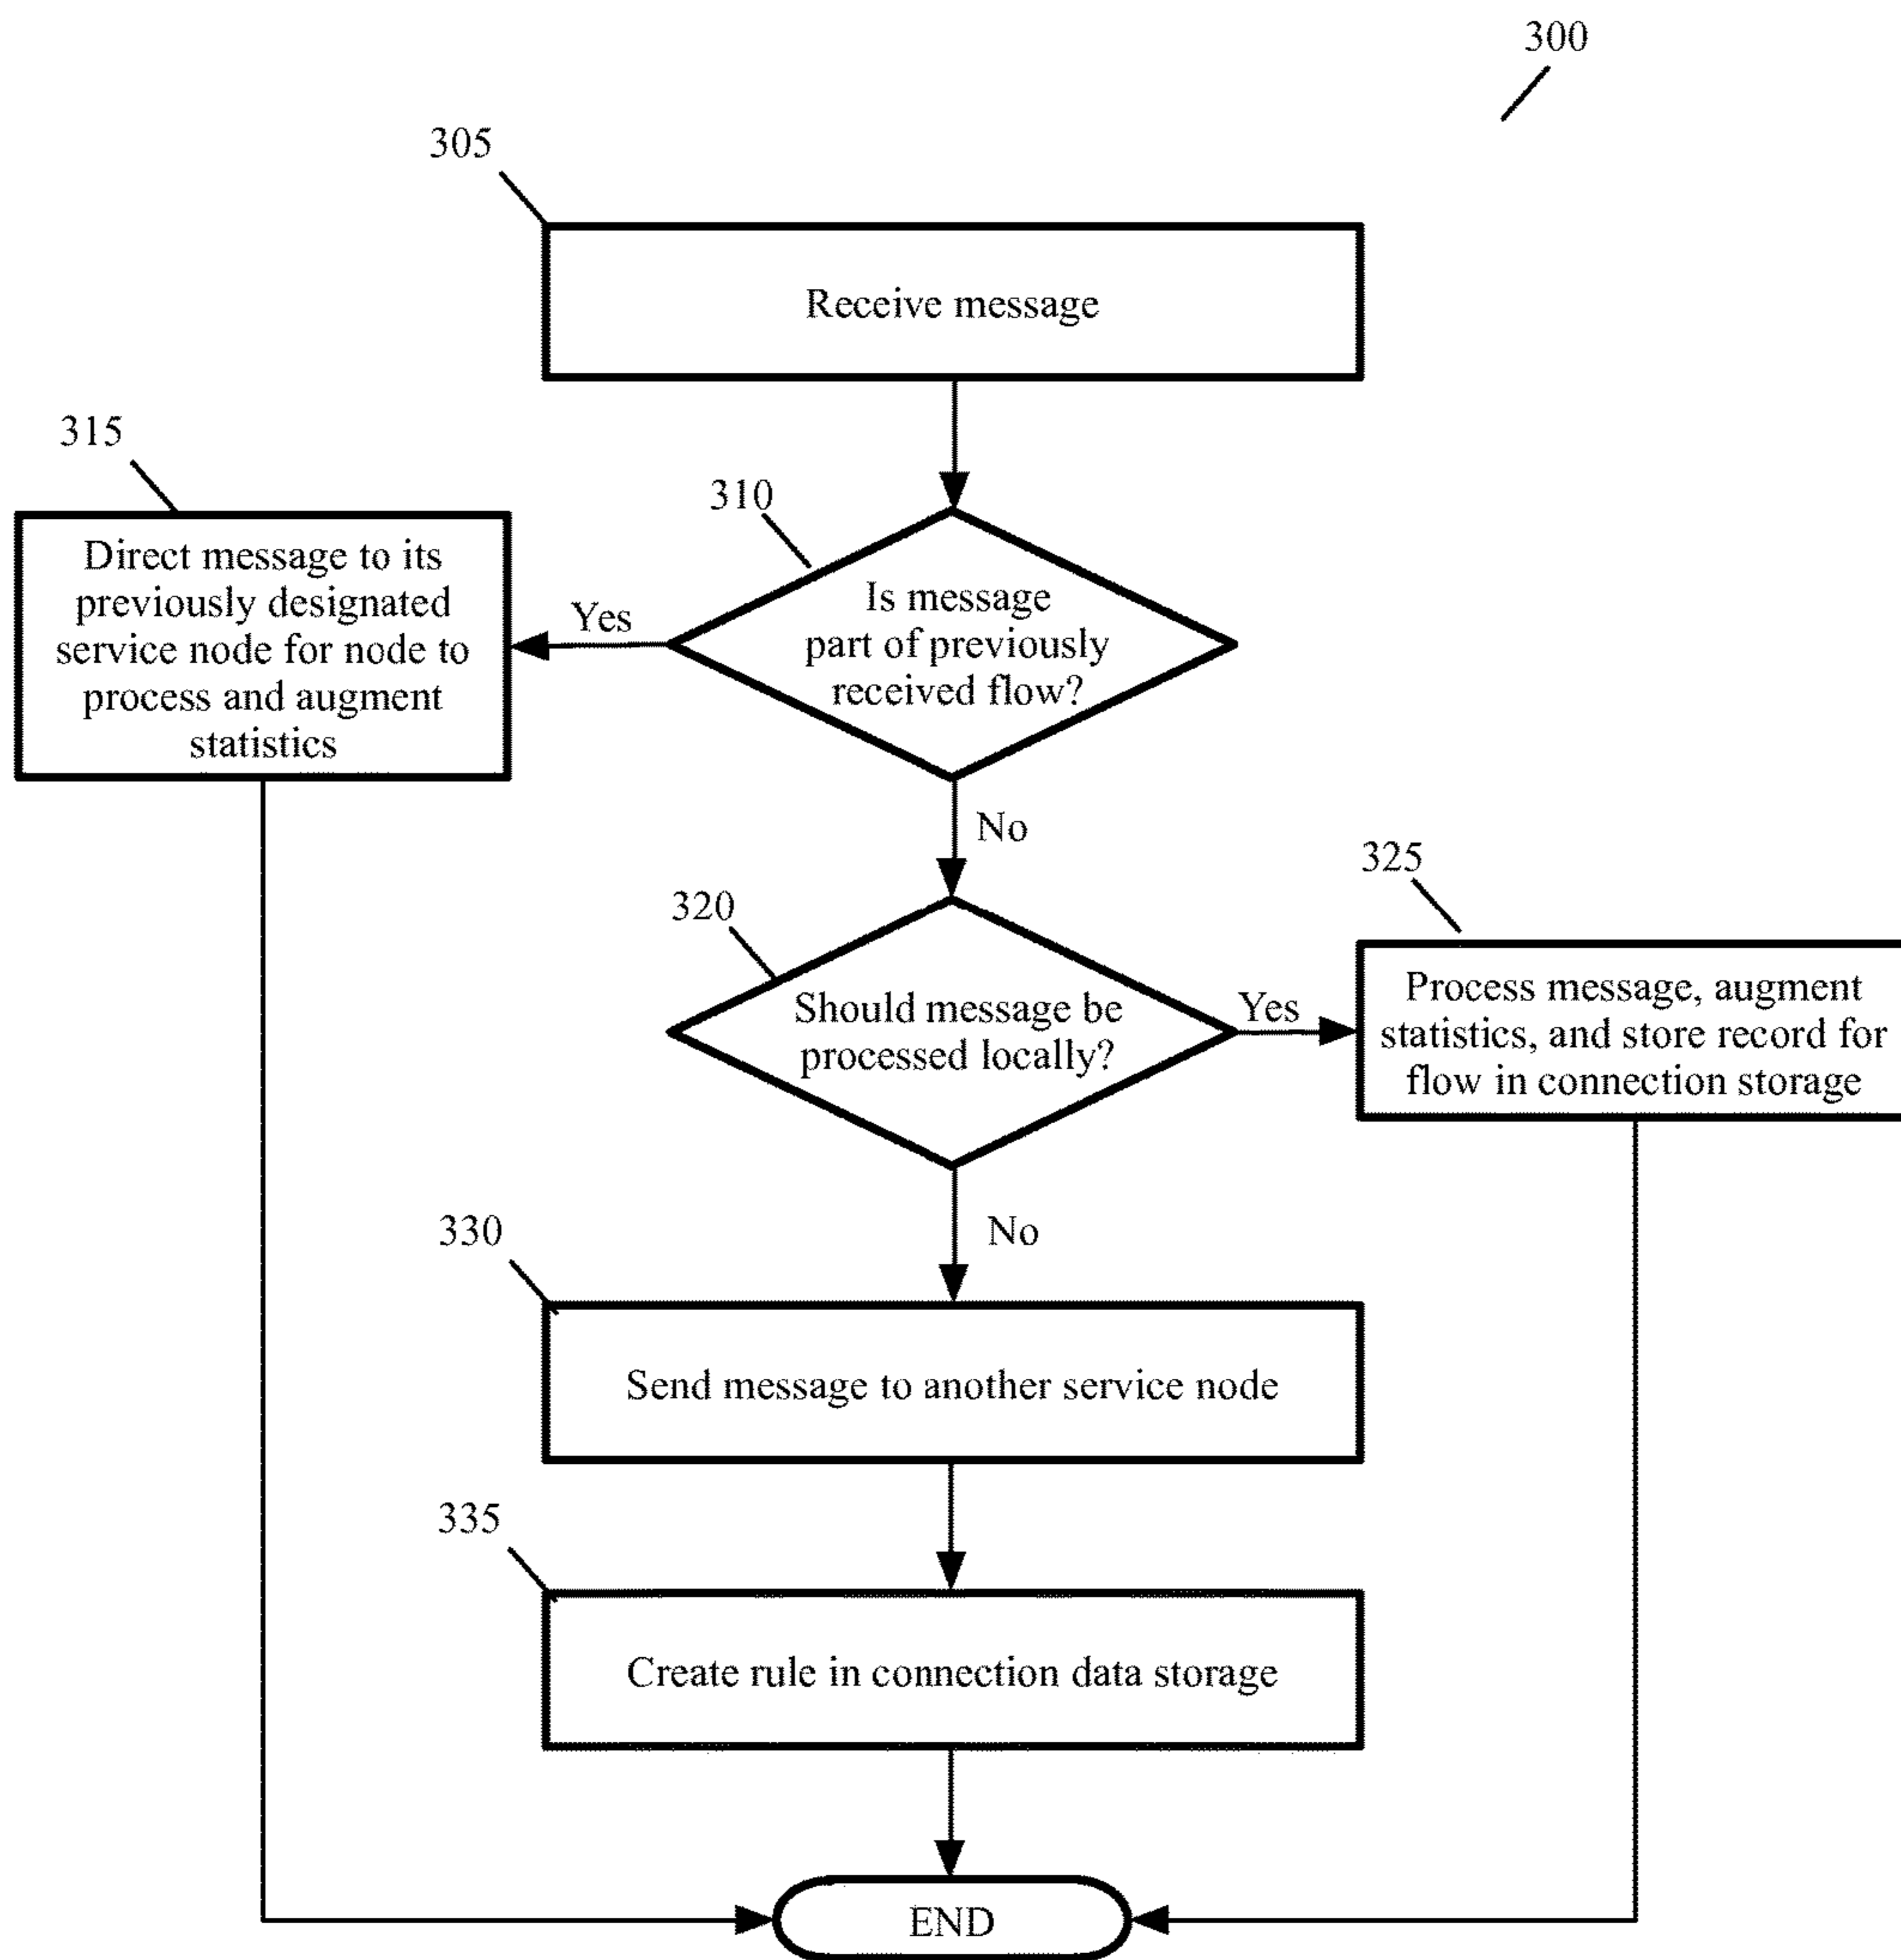 300
305
Receive message
315
310
Direct message to its
previously designated
service node for node to
process and augment
statistics
Yes
Is message
part of previously
received flow?
No
325
320
Should message be
processed locally?
Yes
Process message, augment
statistics, and store record for
flow in connection storage
330
No
Send message to another service node
335
Create rule in connection data storage
END